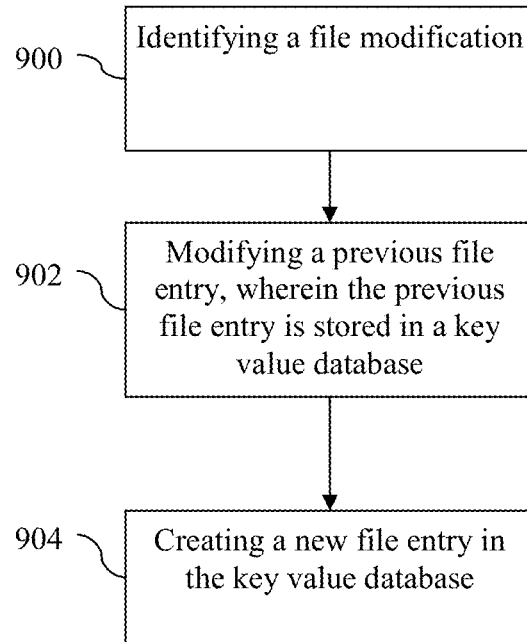 900
Identifying a file modification
902
Modifying a previous file
entry, wherein the previous
file entry is stored in a key
value database
904
Creating a new file entry in
the key value database